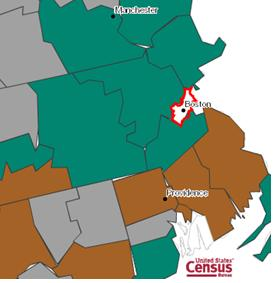 Manchester
Boston
Providence
United States®
Census
Bureau